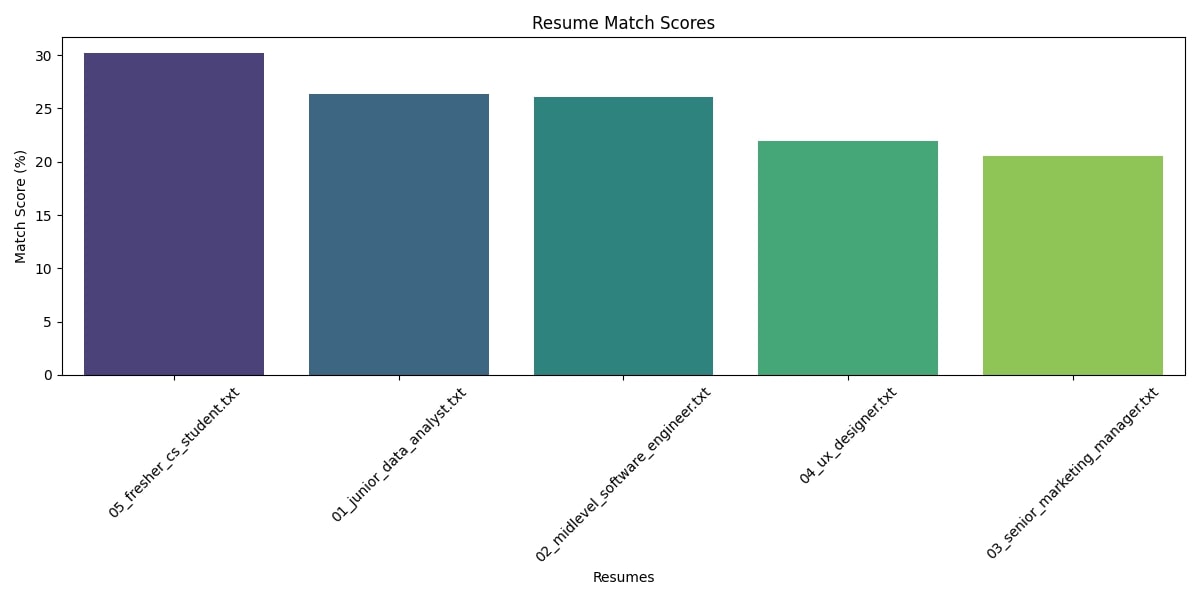 Resume Match Scores
Match Score (%)
30
25
20
15
10
5
0
05_fresher_cs_student.txt
01_junior_data_analyst.txt
02_midlevel_software_engineer.txt
04_ux_designer.txt
03_senior_marketing_manager.txt
Resumes